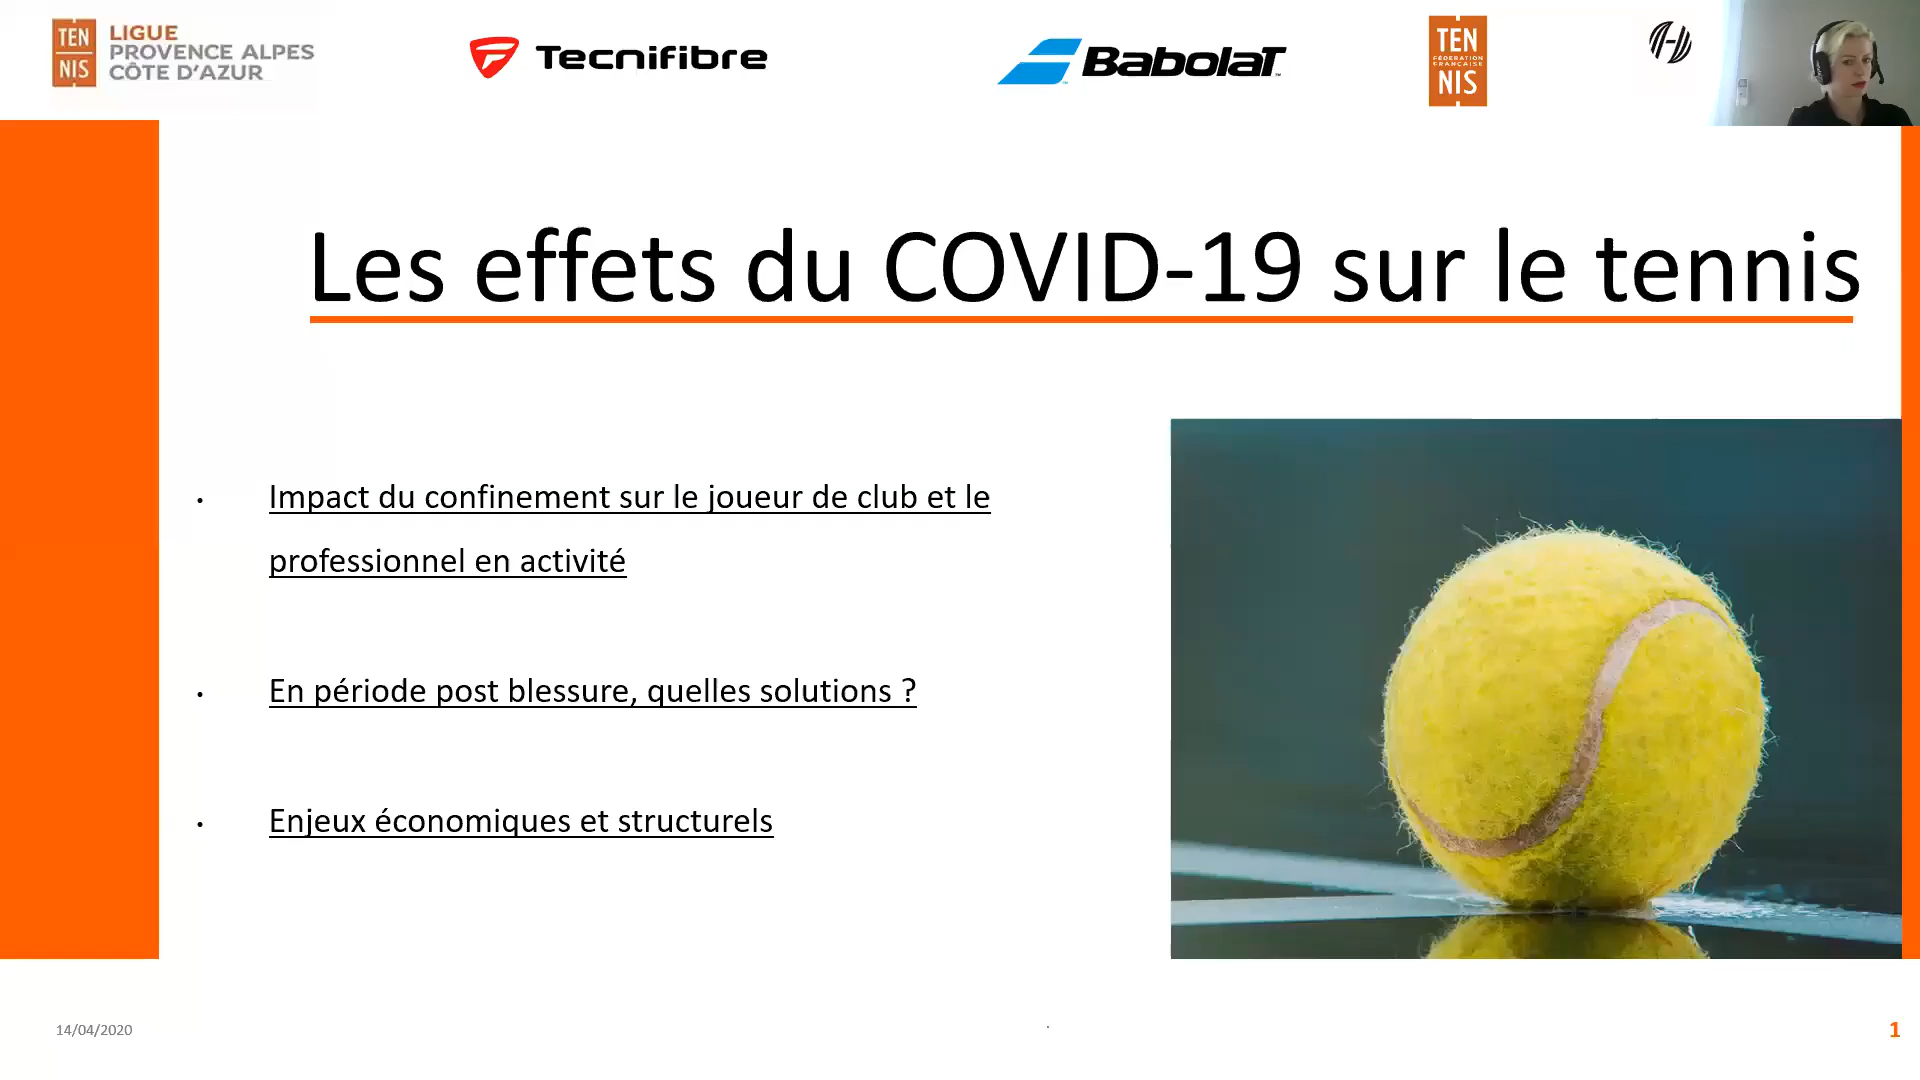 TEN
NIS
LIGUE
PROVENCE ALPES
CÔTE D'AZUR
Tecnifibre
BabolaT
TEN
FÉDÉRATION
FRANÇAISE
NIS
Les effets du COVID-19 sur le tennis
• Impact du confinement sur le joueur de club et le
professionnel en activité
• En période post blessure, quelles solutions ?
• Enjeux économiques et structurels
14/04/2020
.
1